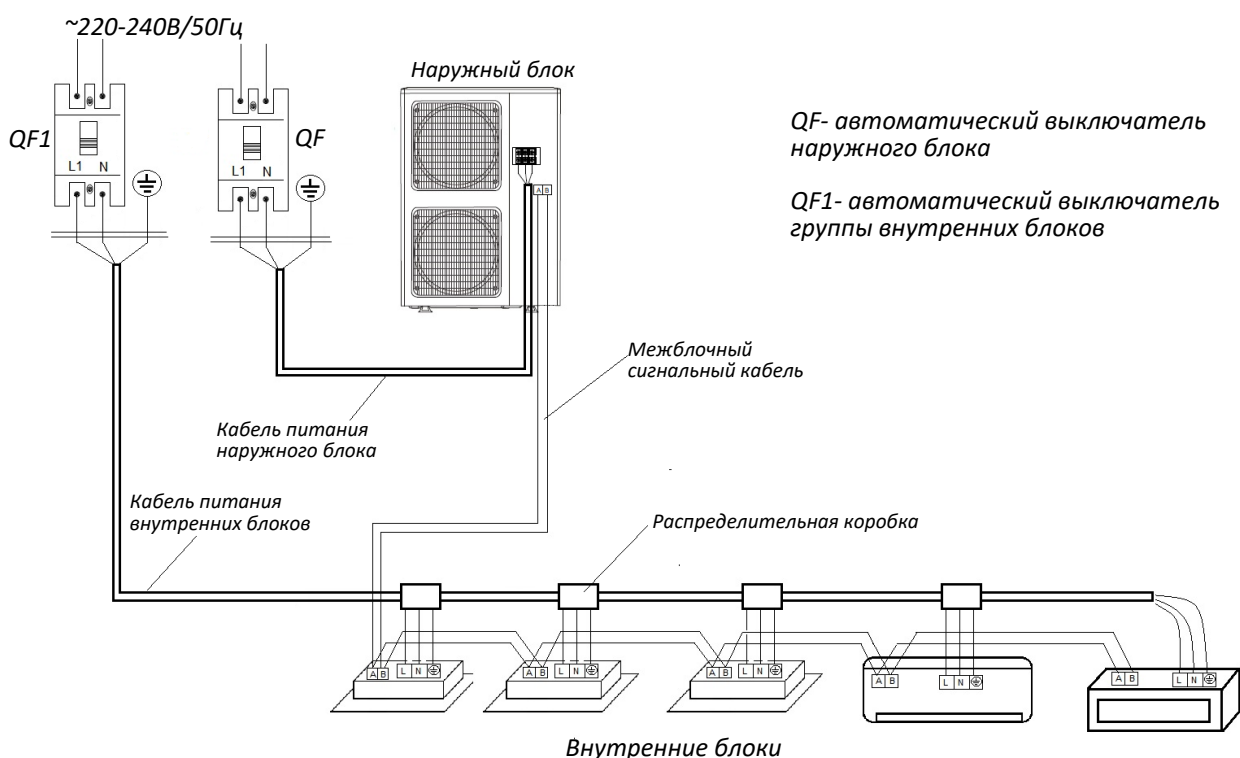 ~220-240В/50Гц
Наружный блок
QF1
L1 N
QF
L1 N
A B
QF- автоматический выключатель
наружного блока
QF1- автоматический выключатель
группы внутренних блоков
Межблочный
сигнальный кабель
Кабель питания
наружного блока
Кабель питания
внутренних блоков
Распределительная коробка
A B L N
A B L N
A B L N
A B L N
A B L N
Внутренние блоки